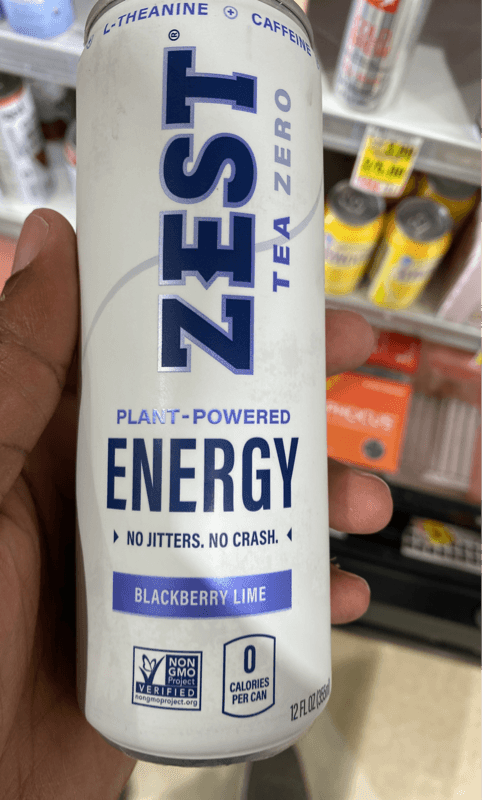 L-THEANINE + CAFFEINE
ZEST®
TEA ZERO
PLANT-POWERED
ENERGY
NO JITTERS. NO CRASH.
BLACKBERRY LIME
NON
GMO
Project
VERIFIED
nongmoproject.org
0
CALORIES
PER CAN
12 FL OZ